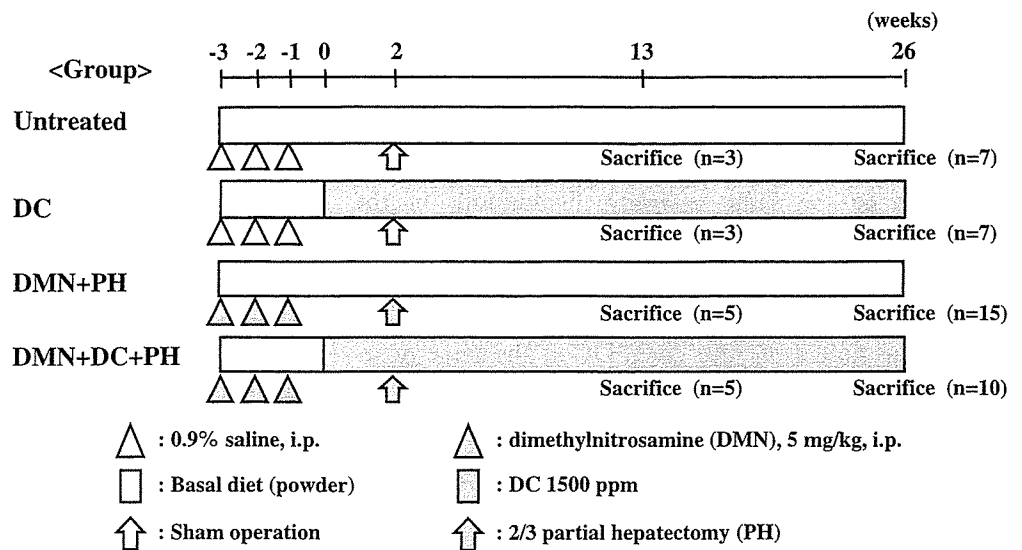 (weeks)
-3 -2 -1 0 2 13 26
<Group>
Untreated
Sacrifice (n=3) Sacrifice (n=7)
DC
Sacrifice (n=3) Sacrifice (n=7)
DMN+PH
Sacrifice (n=5) Sacrifice (n=15)
DMN+DC+PH
Sacrifice (n=5) Sacrifice (n=10)
: 0.9% saline, i.p. : dimethylnitrosamine (DMN), 5 mg/kg, i.p.
: Basal diet (powder) : DC 1500 ppm
: Sham operation : 2/3 partial hepatectomy (PH)